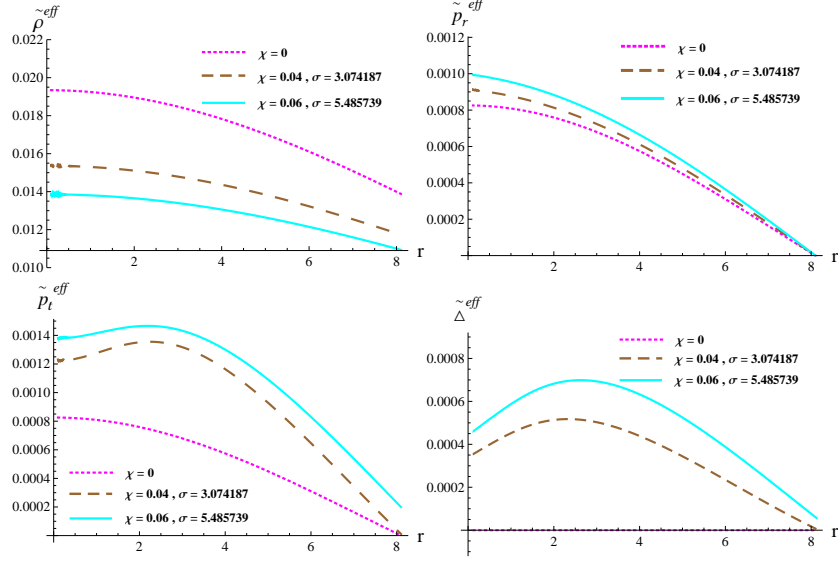 ρ̃^eff
0.022
0.020
0.018
0.016
0.014
0.012
0.010
2
4
6
8
r
χ = 0
χ = 0.04 , σ = 3.074187
χ = 0.06 , σ = 5.485739
p̃_r^eff
0.0012
0.0010
0.0008
0.0006
0.0004
0.0002
2
4
6
8
r
χ = 0
χ = 0.04 , σ = 3.074187
χ = 0.06 , σ = 5.485739
p̃_t^eff
0.0014
0.0012
0.0010
0.0008
0.0006
0.0004
0.0002
χ = 0
χ = 0.04 , σ = 3.074187
χ = 0.06 , σ = 5.485739
2
4
6
8
r
△̃^eff
0.0008
0.0006
0.0004
0.0002
χ = 0
χ = 0.04 , σ = 3.074187
χ = 0.06 , σ = 5.485739
2
4
6
8
r